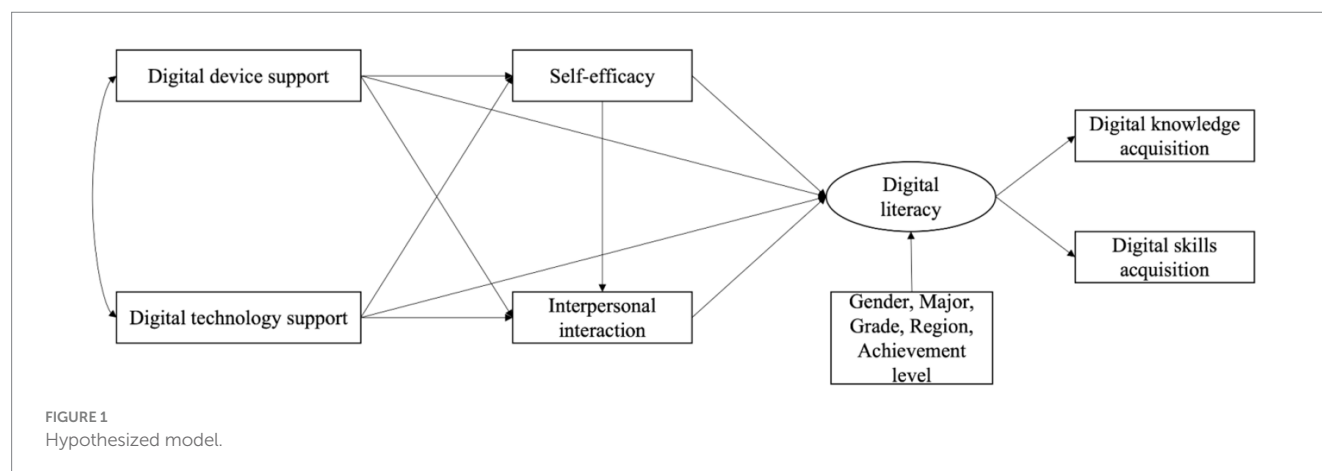 Digital device support
Self-efficacy
Digital knowledge
acquisition
Digital
literacy
Digital skills
acquisition
Digital technology support
Interpersonal
interaction
Gender, Major,
Grade, Region,
Achievement
level
FIGURE 1
Hypothesized model.